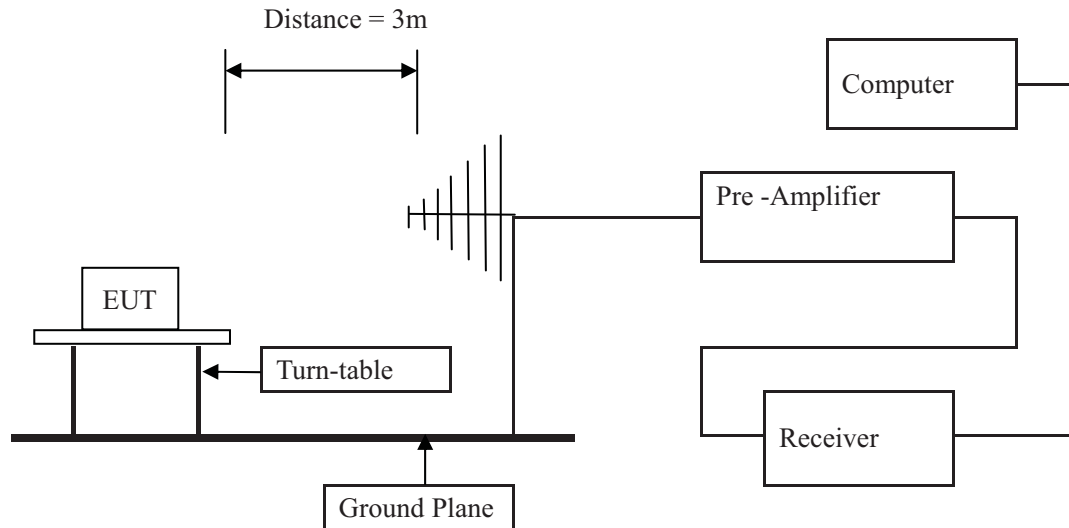 Distance = 3m
Computer
Pre -Amplifier
EUT
Turn-table
Receiver
Ground Plane